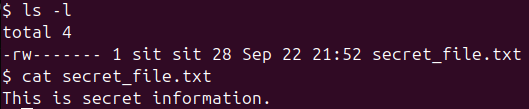 $ ls -l
total 4
-rw------- 1 sit sit 28 Sep 22 21:52 secret_file.txt
$ cat secret_file.txt
This is secret information.